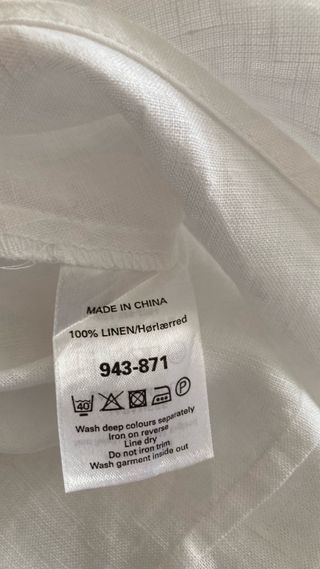 MADE IN CHINA
100% LINEN/Hørlærred
943-871
40 P
Wash deep colours separately
Iron on reverse
Line dry
Do not iron trim
Wash garment inside out